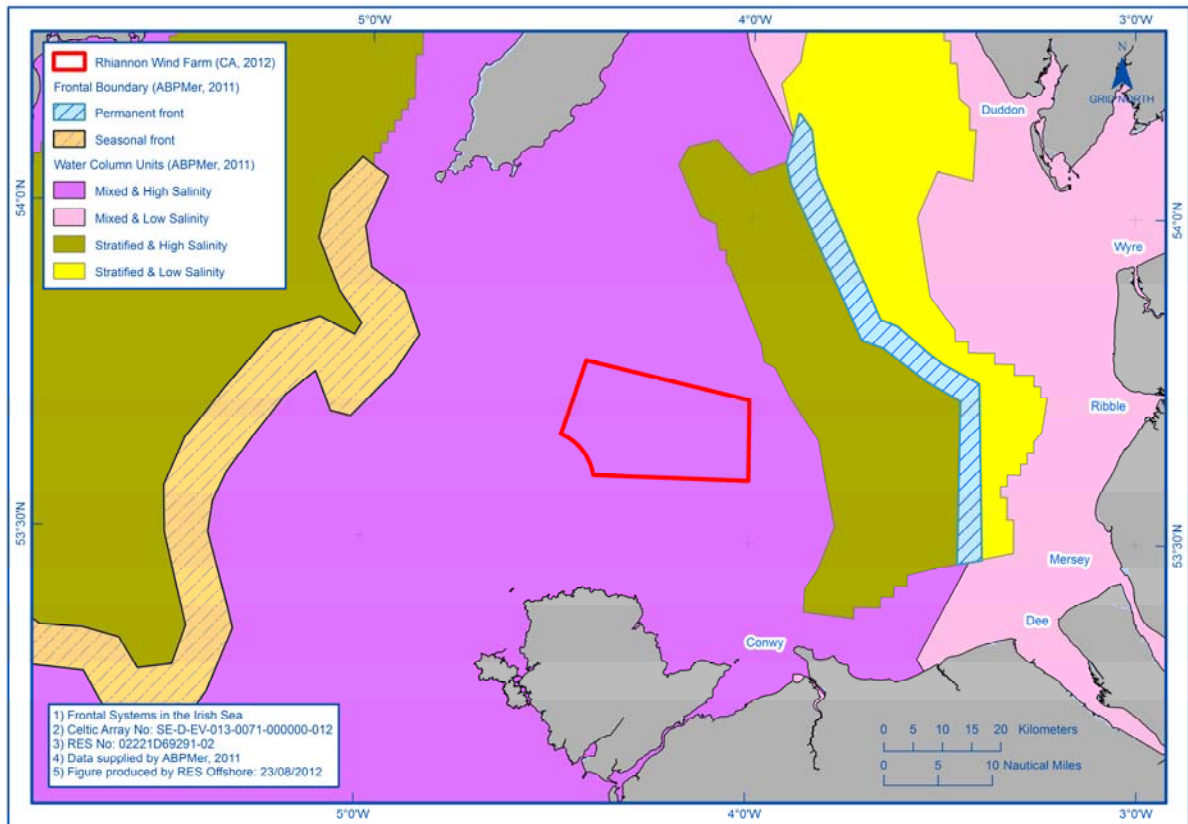 5°0'W
4°0'W
3°0'W
Rhiannon Wind Farm (CA, 2012)
Frontal Boundary (ABPMer, 2011)
Permanent front
Seasonal front
Water Column Units (ABPMer, 2011)
Mixed & High Salinity
Mixed & Low Salinity
Stratified & High Salinity
Stratified & Low Salinity
N
GRID NORTH
Duddon
54°0'N
54°0'N
Wyre
Ribble
53°30'N
53°30'N
Mersey
Dee
Conwy
1) Frontal Systems in the Irish Sea
2) Celtic Array No: SE-D-EV-013-0071-000000-012
3) RES No: 02221D69291-02
4) Data supplied by ABPMer, 2011
5) Figure produced by RES Offshore: 23/08/2012
0 5 10 15 20 Kilometers
0 5 10 Nautical Miles
5°0'W
4°0'W
3°0'W